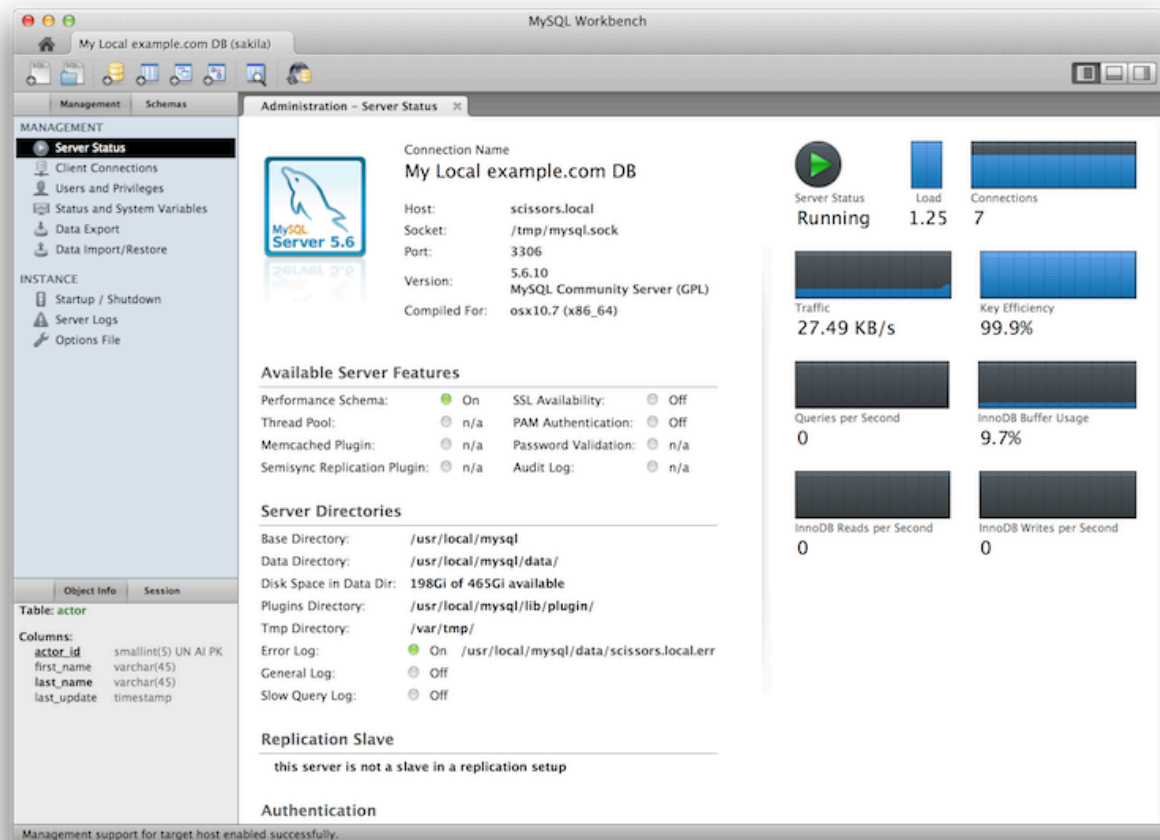 MySQL Workbench
My Local example.com DB (sakila)
Management Schemas
MANAGEMENT
Server Status
Client Connections
Users and Privileges
Status and System Variables
Data Export
Data Import/Restore
INSTANCE
Startup / Shutdown
Server Logs
Options File
Object Info Session
Table: actor
Columns:
actor_id smallint(5) UN AI PK
first_name varchar(45)
last_name varchar(45)
last_update timestamp
Administration - Server Status
MySQL
Server 5.6
Connection Name
My Local example.com DB
Host: scissors.local
Socket: /tmp/mysql.sock
Port: 3306
Version: 5.6.10
MySQL Community Server (GPL)
Compiled For: osx10.7 (x86_64)
Available Server Features
Performance Schema: On SSL Availability: Off
Thread Pool: n/a PAM Authentication: Off
Memcached Plugin: n/a Password Validation: n/a
Semisync Replication Plugin: n/a Audit Log: n/a
Server Directories
Base Directory: /usr/local/mysql
Data Directory: /usr/local/mysql/data/
Disk Space in Data Dir: 198Gi of 465Gi available
Plugins Directory: /usr/local/mysql/lib/plugin/
Tmp Directory: /var/tmp/
Error Log: On /usr/local/mysql/data/scissors.local.err
General Log: Off
Slow Query Log: Off
Replication Slave
this server is not a slave in a replication setup
Authentication
Server Status Load Connections
Running 1.25 7
Traffic Key Efficiency
27.49 KB/s 99.9%
Queries per Second InnoDB Buffer Usage
0 9.7%
InnoDB Reads per Second InnoDB Writes per Second
0 0
Management support for target host enabled successfully.